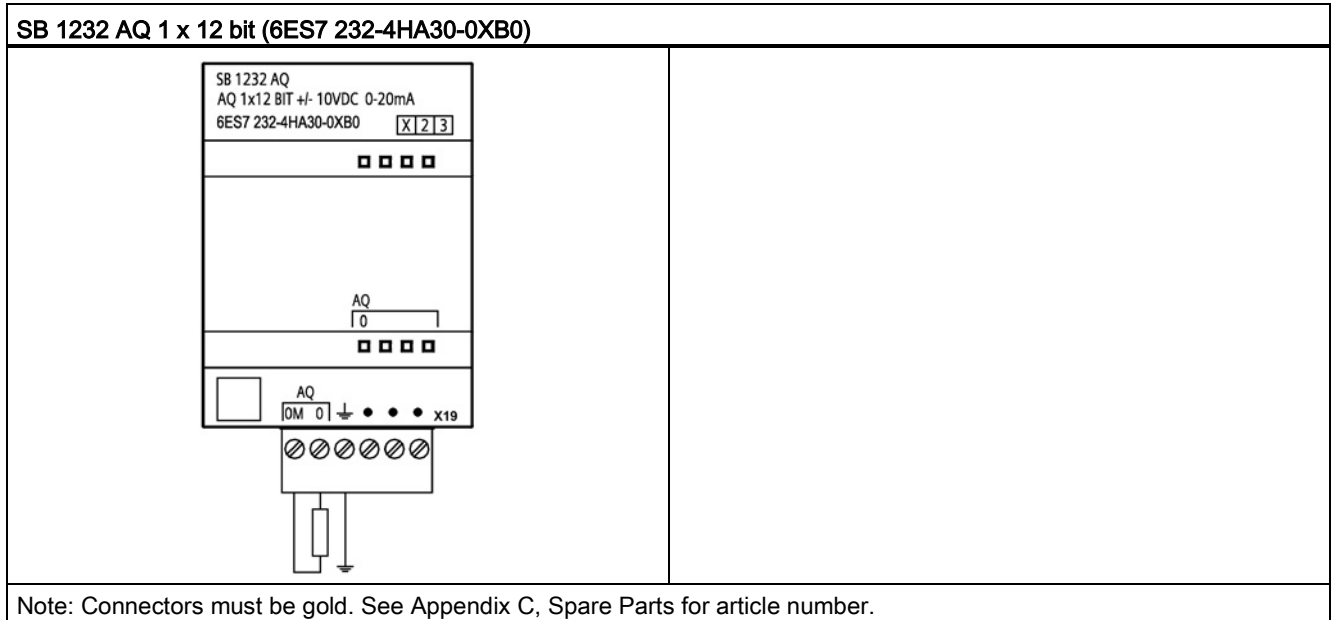 SB 1232 AQ 1 x 12 bit (6ES7 232-4HA30-0XB0)
SB 1232 AQ
AQ 1x12 BIT +/- 10VDC 0-20mA
6ES7 232-4HA30-0XB0 X 2 3
AQ
0
AQ
0M 0 X19
Note: Connectors must be gold. See Appendix C, Spare Parts for article number.